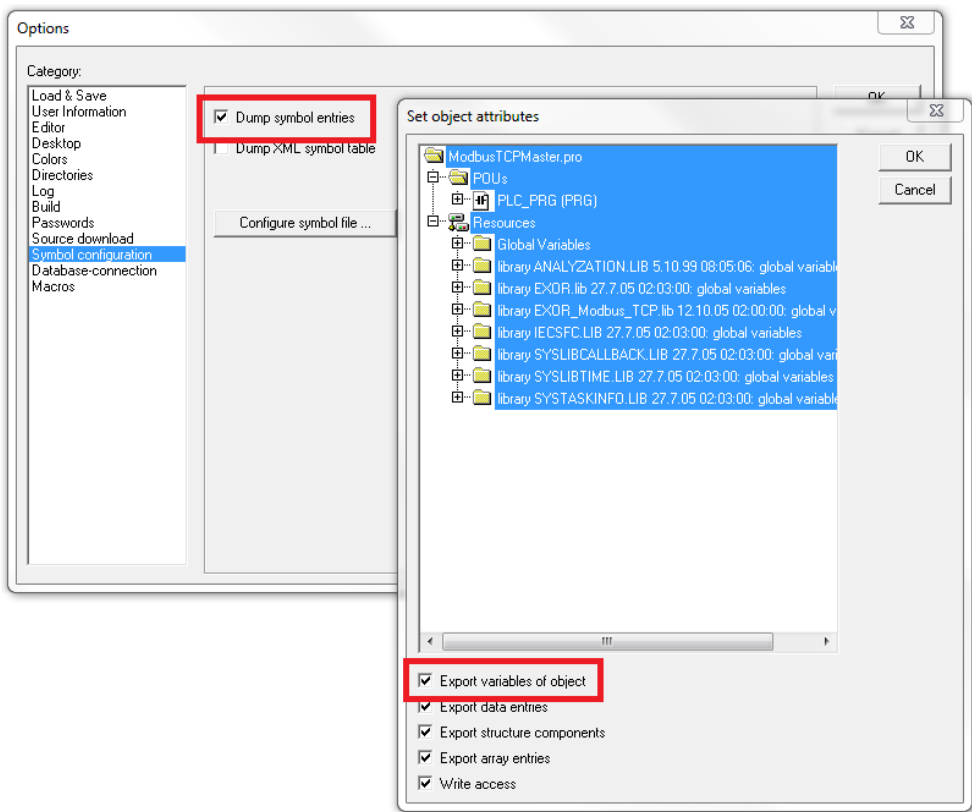 Options
Category:
Load & Save
User Information
Editor
Desktop
Colors
Directories
Log
Build
Passwords
Source download
Symbol configuration
Database-connection
Macros
Dump symbol entries
Dump XML symbol table
Configure symbol file ...
OK
Set object attributes
ModbusTCPMaster.pro
POUs
PLC_PRG (PRG)
Resources
Global Variables
library ANALYZATION.LIB 5.10.99 08:05:06: global variabl
library EXOR.lib 27.7.05 02:03:00: global variables
library EXOR_Modbus_TCP.lib 12.10.05 02:00:00: global v
library IECSFC.LIB 27.7.05 02:03:00: global variables
library SYSLIBCALLBACK.LIB 27.7.05 02:03:00: global vari
library SYSLIBTIME.LIB 27.7.05 02:03:00: global variables
library SYSTASKINFO.LIB 27.7.05 02:03:00: global variable
OK
Cancel
Export variables of object
Export data entries
Export structure components
Export array entries
Write access